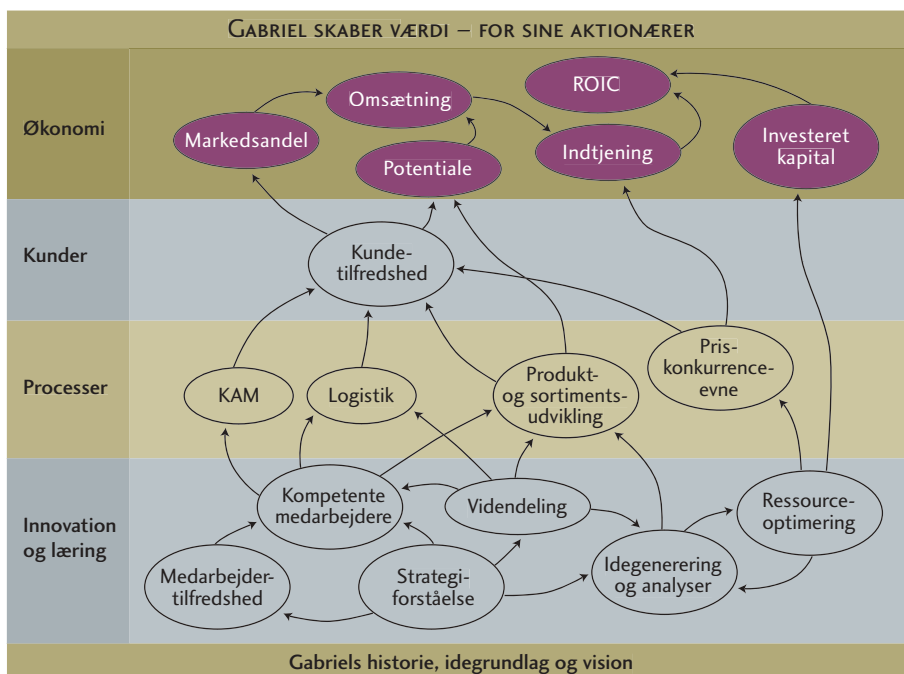 GABRIEL SKABER VÆRDI – FOR SINE AKTIONÆRER
Økonomi
Markedsandel
Omsætning
Potentiale
ROIC
Indtjening
Investeret
kapital
Kunder
Kunde-
tilfredshed
Processer
KAM
Logistik
Produkt-
og sortiments-
udvikling
Pris-
konkurrence-
evne
Innovation
og læring
Kompetente
medarbejdere
Videndeling
Ressource-
optimering
Medarbejder-
tilfredshed
Strategi-
forståelse
Idegenerering
og analyser
Gabriels historie, idegrundlag og vision